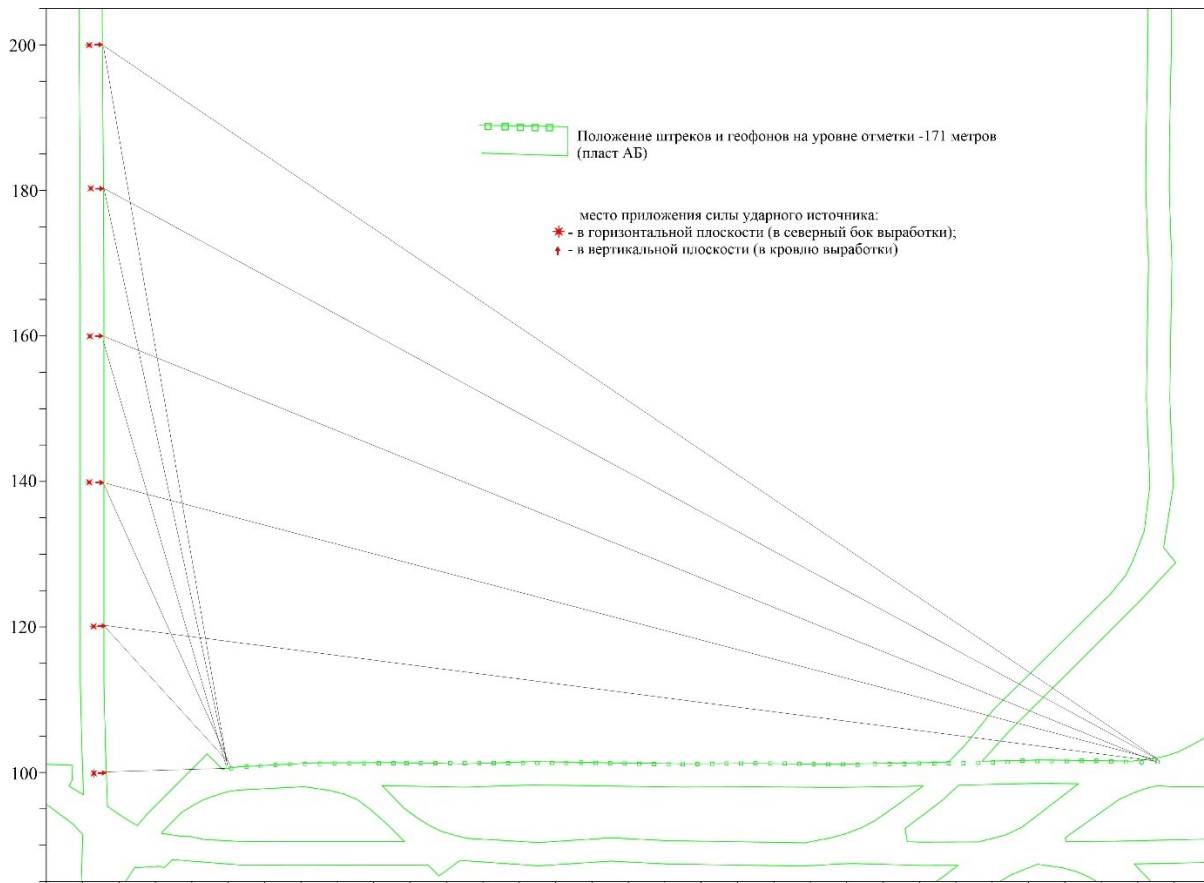 200
Положение штреков и геофонов на уровне отметки -171 метров
(пласт АБ)
180
место приложения силы ударного источника:
- в горизонтальной плоскости (в северный бок выработки);
- в вертикальной плоскости (в кровлю выработки)
160
140
120
100